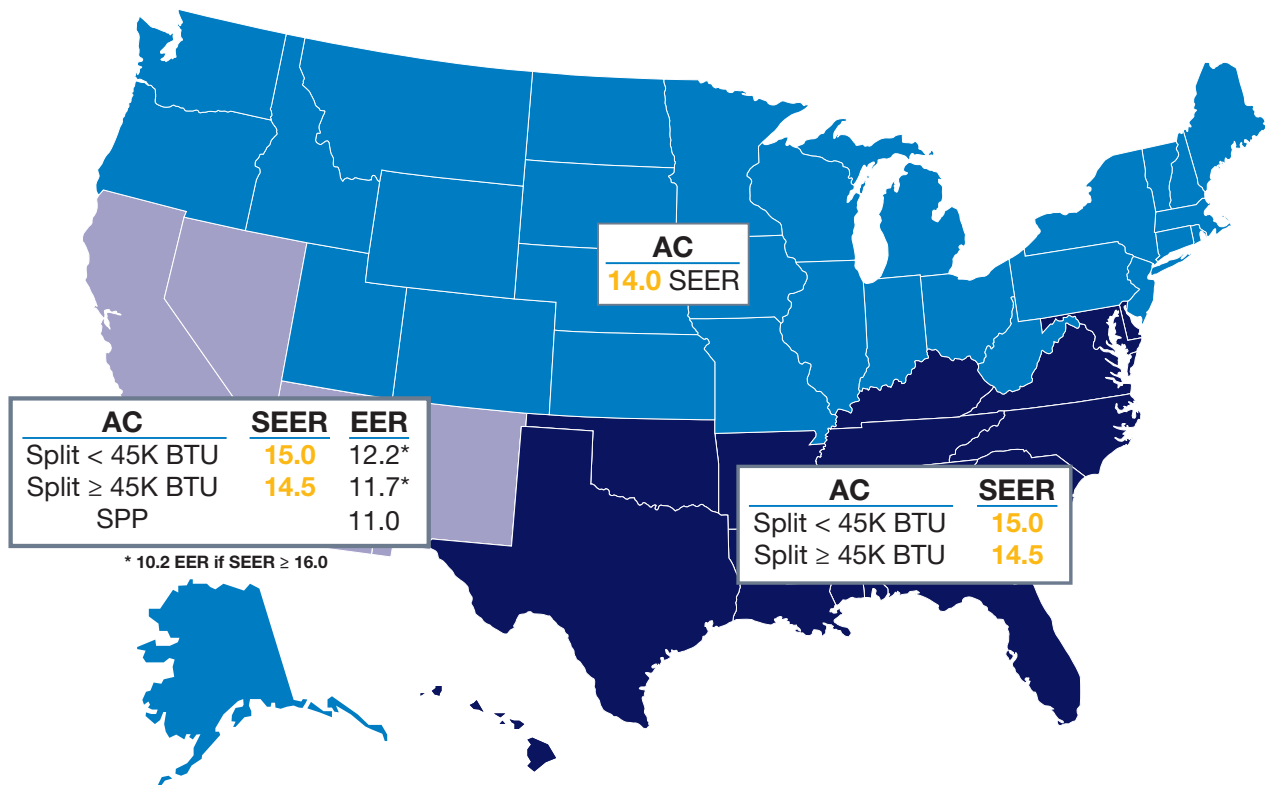 AC
14.0 SEER
AC SEER EER
Split < 45K BTU 15.0 12.2*
Split ≥ 45K BTU 14.5 11.7*
SPP 11.0
* 10.2 EER if SEER ≥ 16.0
AC SEER
Split < 45K BTU 15.0
Split ≥ 45K BTU 14.5